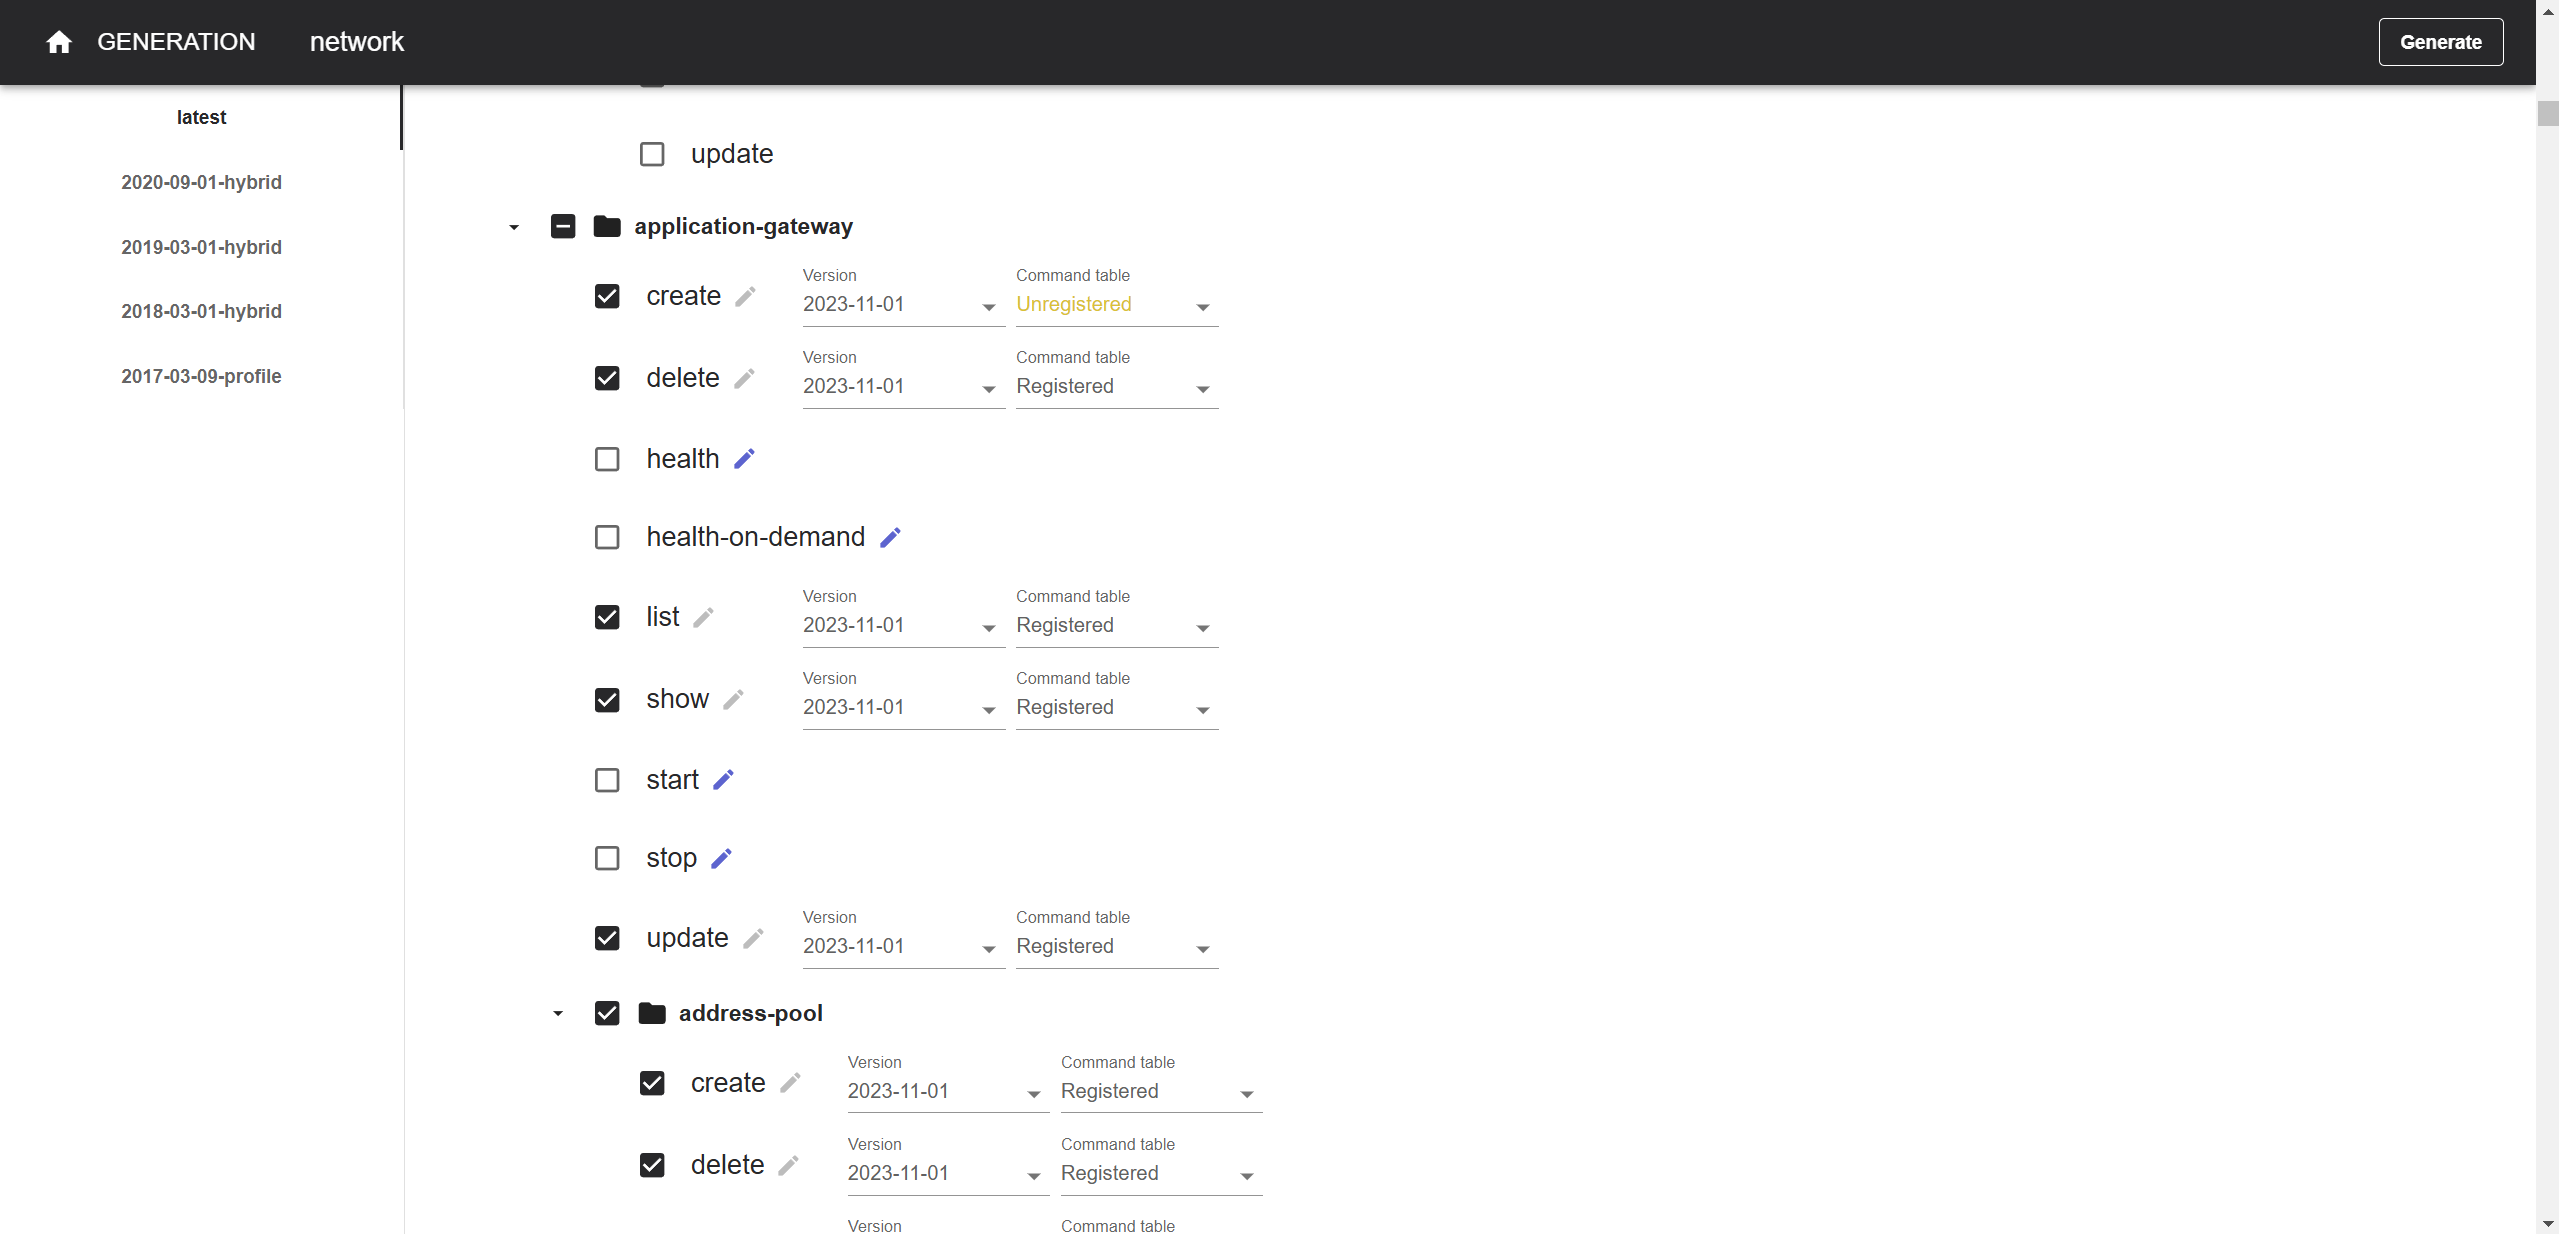 GENERATION network Generate
latest
2020-09-01-hybrid
2019-03-01-hybrid
2018-03-01-hybrid
2017-03-09-profile
update
application-gateway
Version Command table
create 2023-11-01 Unregistered
Version Command table
delete 2023-11-01 Registered
health
health-on-demand
Version Command table
list 2023-11-01 Registered
Version Command table
show 2023-11-01 Registered
start
stop
Version Command table
update 2023-11-01 Registered
address-pool
Version Command table
create 2023-11-01 Registered
Version Command table
delete 2023-11-01 Registered
Version Command table